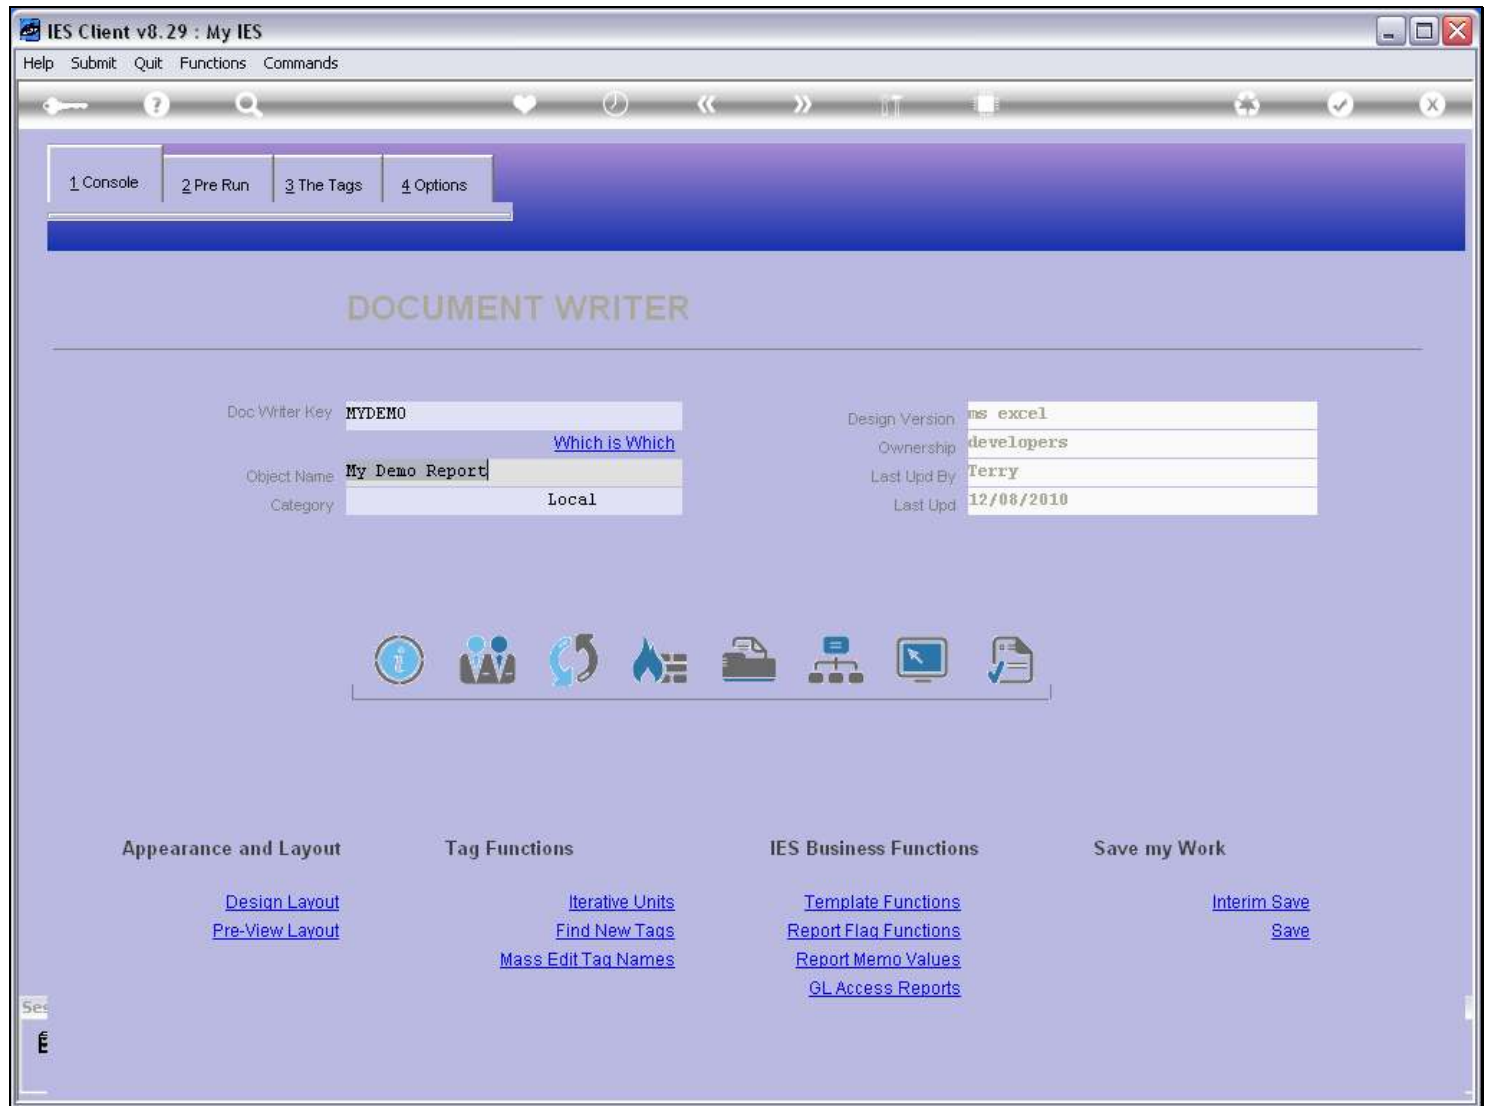 IES Client v8.29 : My IES
Help Submit Quit Functions Commands
1 Console 2 Pre Run 3 The Tags 4 Options
DOCUMENT WRITER
Doc Writer Key MYDEMO
Which is Which
Object Name My Demo Report
Category Local
Design Version ms excel
Ownership developers
Last Upd By Terry
Last Upd 12/08/2010
Appearance and Layout
Design Layout
Pre-View Layout
Tag Functions
Iterative Units
Find New Tags
Mass Edit Tag Names
IES Business Functions
Template Functions
Report Flag Functions
Report Memo Values
GL Access Reports
Save my Work
Interim Save
Save
Ses